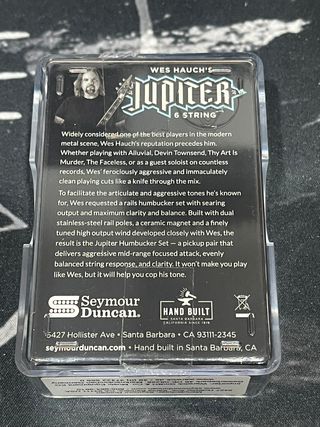 WES HAUCH'S
JUPITER
6 STRING
Widely considered one of the best players in the modern
metal scene, Wes Hauch's reputation precedes him.
Whether playing with Alluvial, Devin Townsend, Thy Art Is
Murder, The Faceless, or as a guest soloist on countless
records, Wes' ferociously aggressive and immaculately
clean playing cuts like a knife through the mix.
To facilitate the articulate and aggressive tones he's known
for, Wes requested a rails humbucker set with searing
output and maximum clarity and balance. Built with dual
stainless-steel rail poles, a ceramic magnet and a finely
tuned high output wind developed closely with Wes, the
result is the Jupiter Humbucker Set — a pickup pair that
delivers aggressive mid-range focused attack, evenly
balanced string response, and clarity. It won't make you play
like Wes, but it will help you cop his tone.
Seymour
Duncan.
HAND BUILT
SANTA BARBARA
CALIFORNIA SINCE 1976
5427 Hollister Ave • Santa Barbara • CA 93111-2345
seymourduncan.com • Hand built in Santa Barbara, CA